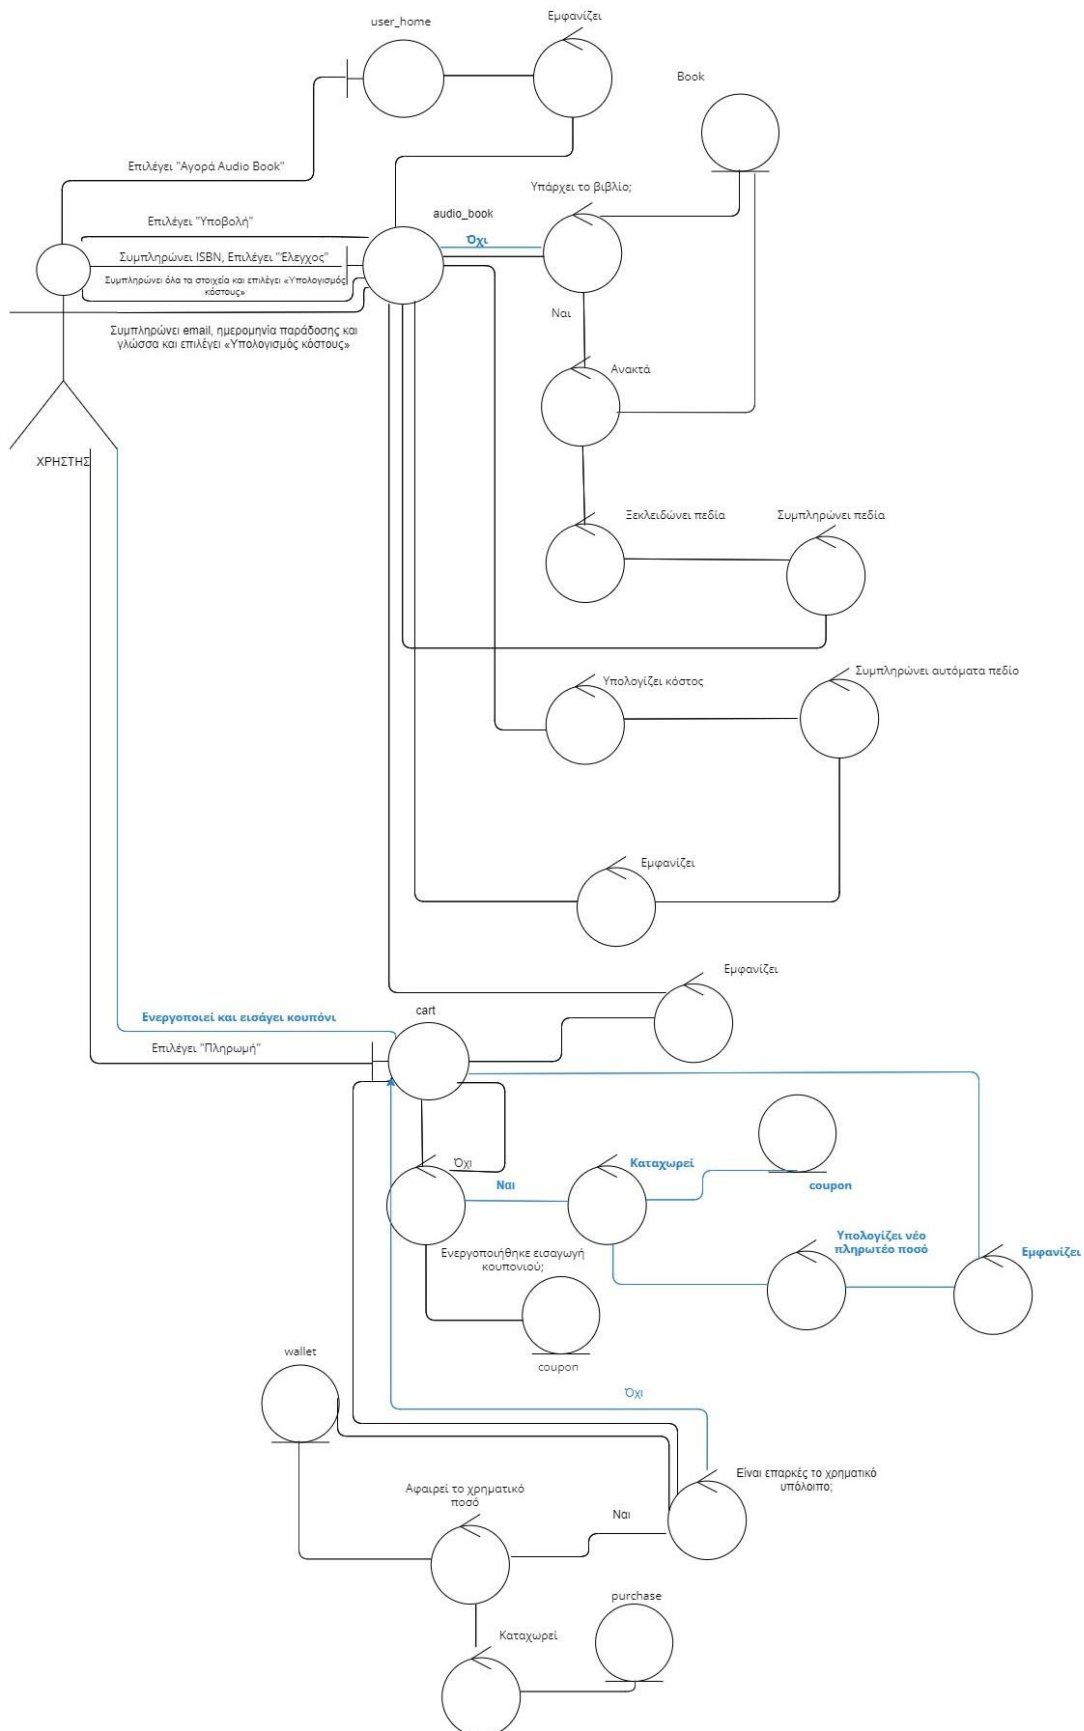 user_home
Εμφανίζει
Book
Επιλέγει "Αγορά Audio Book"
Υπάρχει το βιβλίο;
Επιλέγει "Υποβολή"
audio_book
Όχι
Συμπληρώνει ISBN, Επιλέγει "Έλεγχος"
Συμπληρώνει όλα τα στοιχεία και επιλέγει «Υπολογισμός
κόστους»
Ναι
Συμπληρώνει email, ημερομηνία παράδοσης και
γλώσσα και επιλέγει «Υπολογισμός κόστους»
Ανακτά
ΧΡΗΣΤΗΣ
Ξεκλειδώνει πεδία
Συμπληρώνει πεδία
Υπολογίζει κόστος
Συμπληρώνει αυτόματα πεδίο
Εμφανίζει
Εμφανίζει
cart
Ενεργοποιεί και εισάγει κουπόνι
Επιλέγει "Πληρωμή"
Όχι
Ναι
Καταχωρεί
coupon
Ενεργοποιήθηκε εισαγωγή
κουπονιού;
Υπολογίζει νέο
πληρωτέο ποσό
Εμφανίζει
coupon
wallet
Όχι
Είναι επαρκές το χρηματικό
υπόλοιπο;
Αφαιρεί το χρηματικό
ποσό
Ναι
purchase
Καταχωρεί